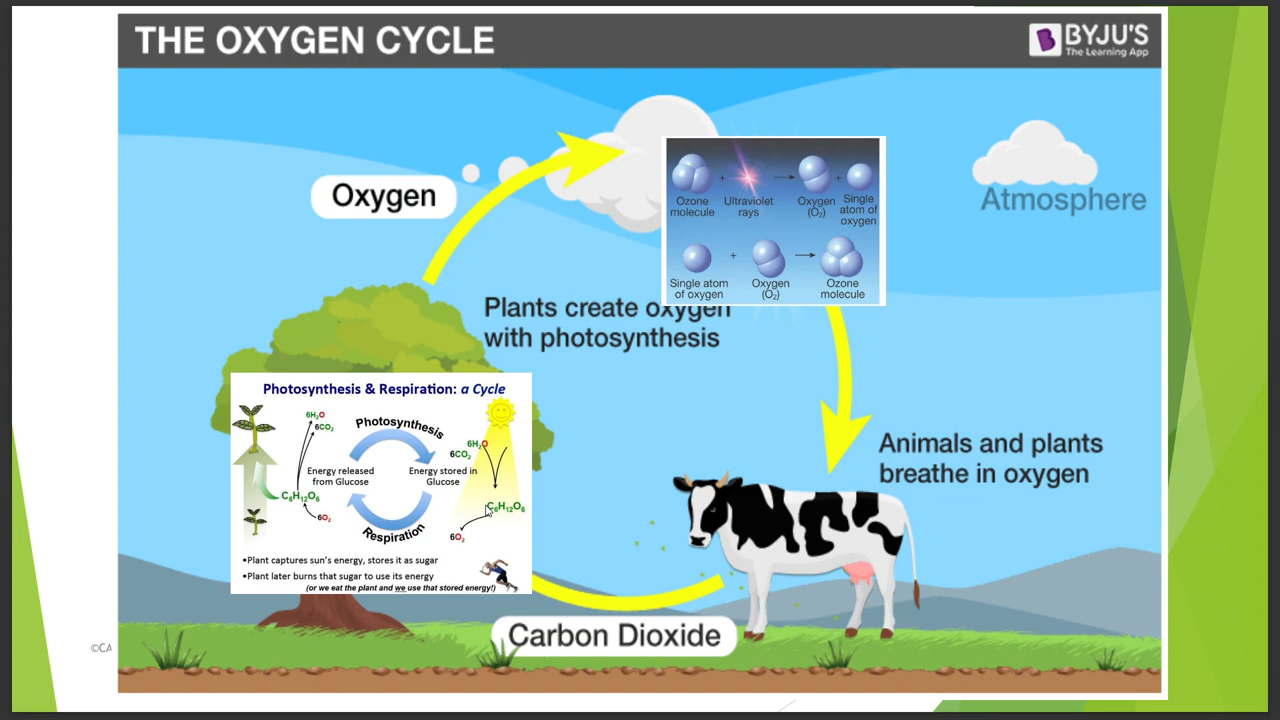 THE OXYGEN CYCLE
BYJU'S
The Learning App
Oxygen
Atmosphere
+
+
Ozone
molecule
Ultraviolet
rays
Oxygen
(O₂)
Single
atom of
oxygen
+
Single atom
of oxygen
Oxygen
(O₂)
Ozone
molecule
Plants create oxygen
with photosynthesis
Photosynthesis & Respiration: a Cycle
6H₂O
6CO₂
Photosynthesis
6H₂O
6CO₂
Energy released
from Glucose
Energy stored in
Glucose
C₆H₁₂O₆
C₆H₁₂O₆
6O₂
Respiration
6O₂
•Plant captures sun's energy, stores it as sugar
•Plant later burns that sugar to use its energy
(or we eat the plant and we use that stored energy!)
Animals and plants
breathe in oxygen
Carbon Dioxide
©CA